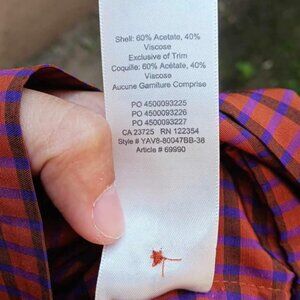 Shell: 60% Acetate, 40%
Viscose
Exclusive of Trim
Coquille: 60% Acétate, 40%
Viscose
Aucune Garniture Comprise
PO 4500093225
PO 4500093226
PO 4500093227
CA 23725 RN 122354
Style # YAV8-80047BB-38
Article # 69990